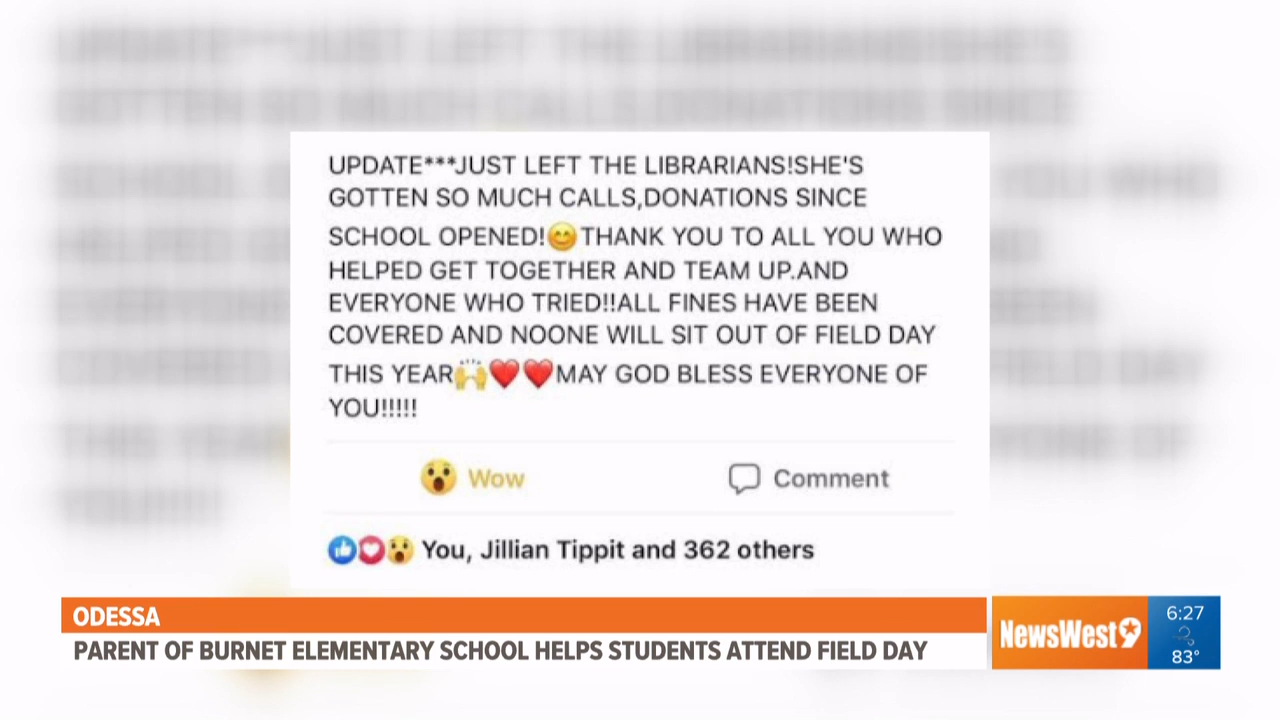 UPDATE***JUST LEFT THE LIBRARIANS!SHE'S
GOTTEN SO MUCH CALLS,DONATIONS SINCE
SCHOOL OPENED!😊THANK YOU TO ALL YOU WHO
HELPED GET TOGETHER AND TEAM UP.AND
EVERYONE WHO TRIED!!ALL FINES HAVE BEEN
COVERED AND NOONE WILL SIT OUT OF FIELD DAY
THIS YEAR🙌❤️❤️MAY GOD BLESS EVERYONE OF
YOU!!!!!
Wow
Comment
You, Jillian Tippit and 362 others
ODESSA
PARENT OF BURNET ELEMENTARY SCHOOL HELPS STUDENTS ATTEND FIELD DAY
NewsWest 9
6:27
83°